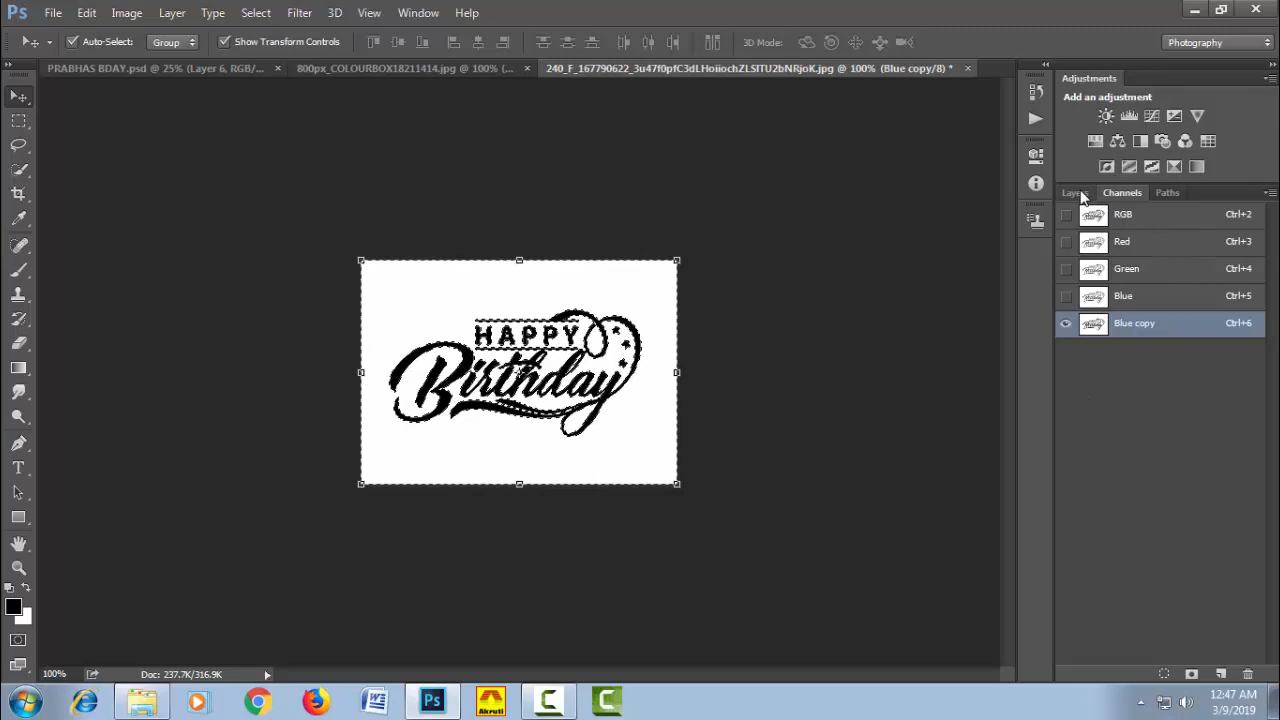 Ps File Edit Image Layer Type Select Filter 3D View Window Help
Auto-Select: Group Show Transform Controls 3D Mode: Photography
PRABHAS BDAY.psd @ 25% (Layer 6, RGB/... × 800px_COLOURBOX18211414.jpg @ 100% (... × 240_F_167790622_3u47f0pfC3dLHoiiochZLSITU2bNRjoK.jpg @ 100% (Blue copy/8) * ×
Adjustments
Add an adjustment
Layers Channels Paths
RGB Ctrl+2
Red Ctrl+3
Green Ctrl+4
Blue Ctrl+5
Blue copy Ctrl+6
HAPPY
Birthday
100% Doc: 237.7K/316.9K
Ps Akruti
12:47 AM
3/9/2019